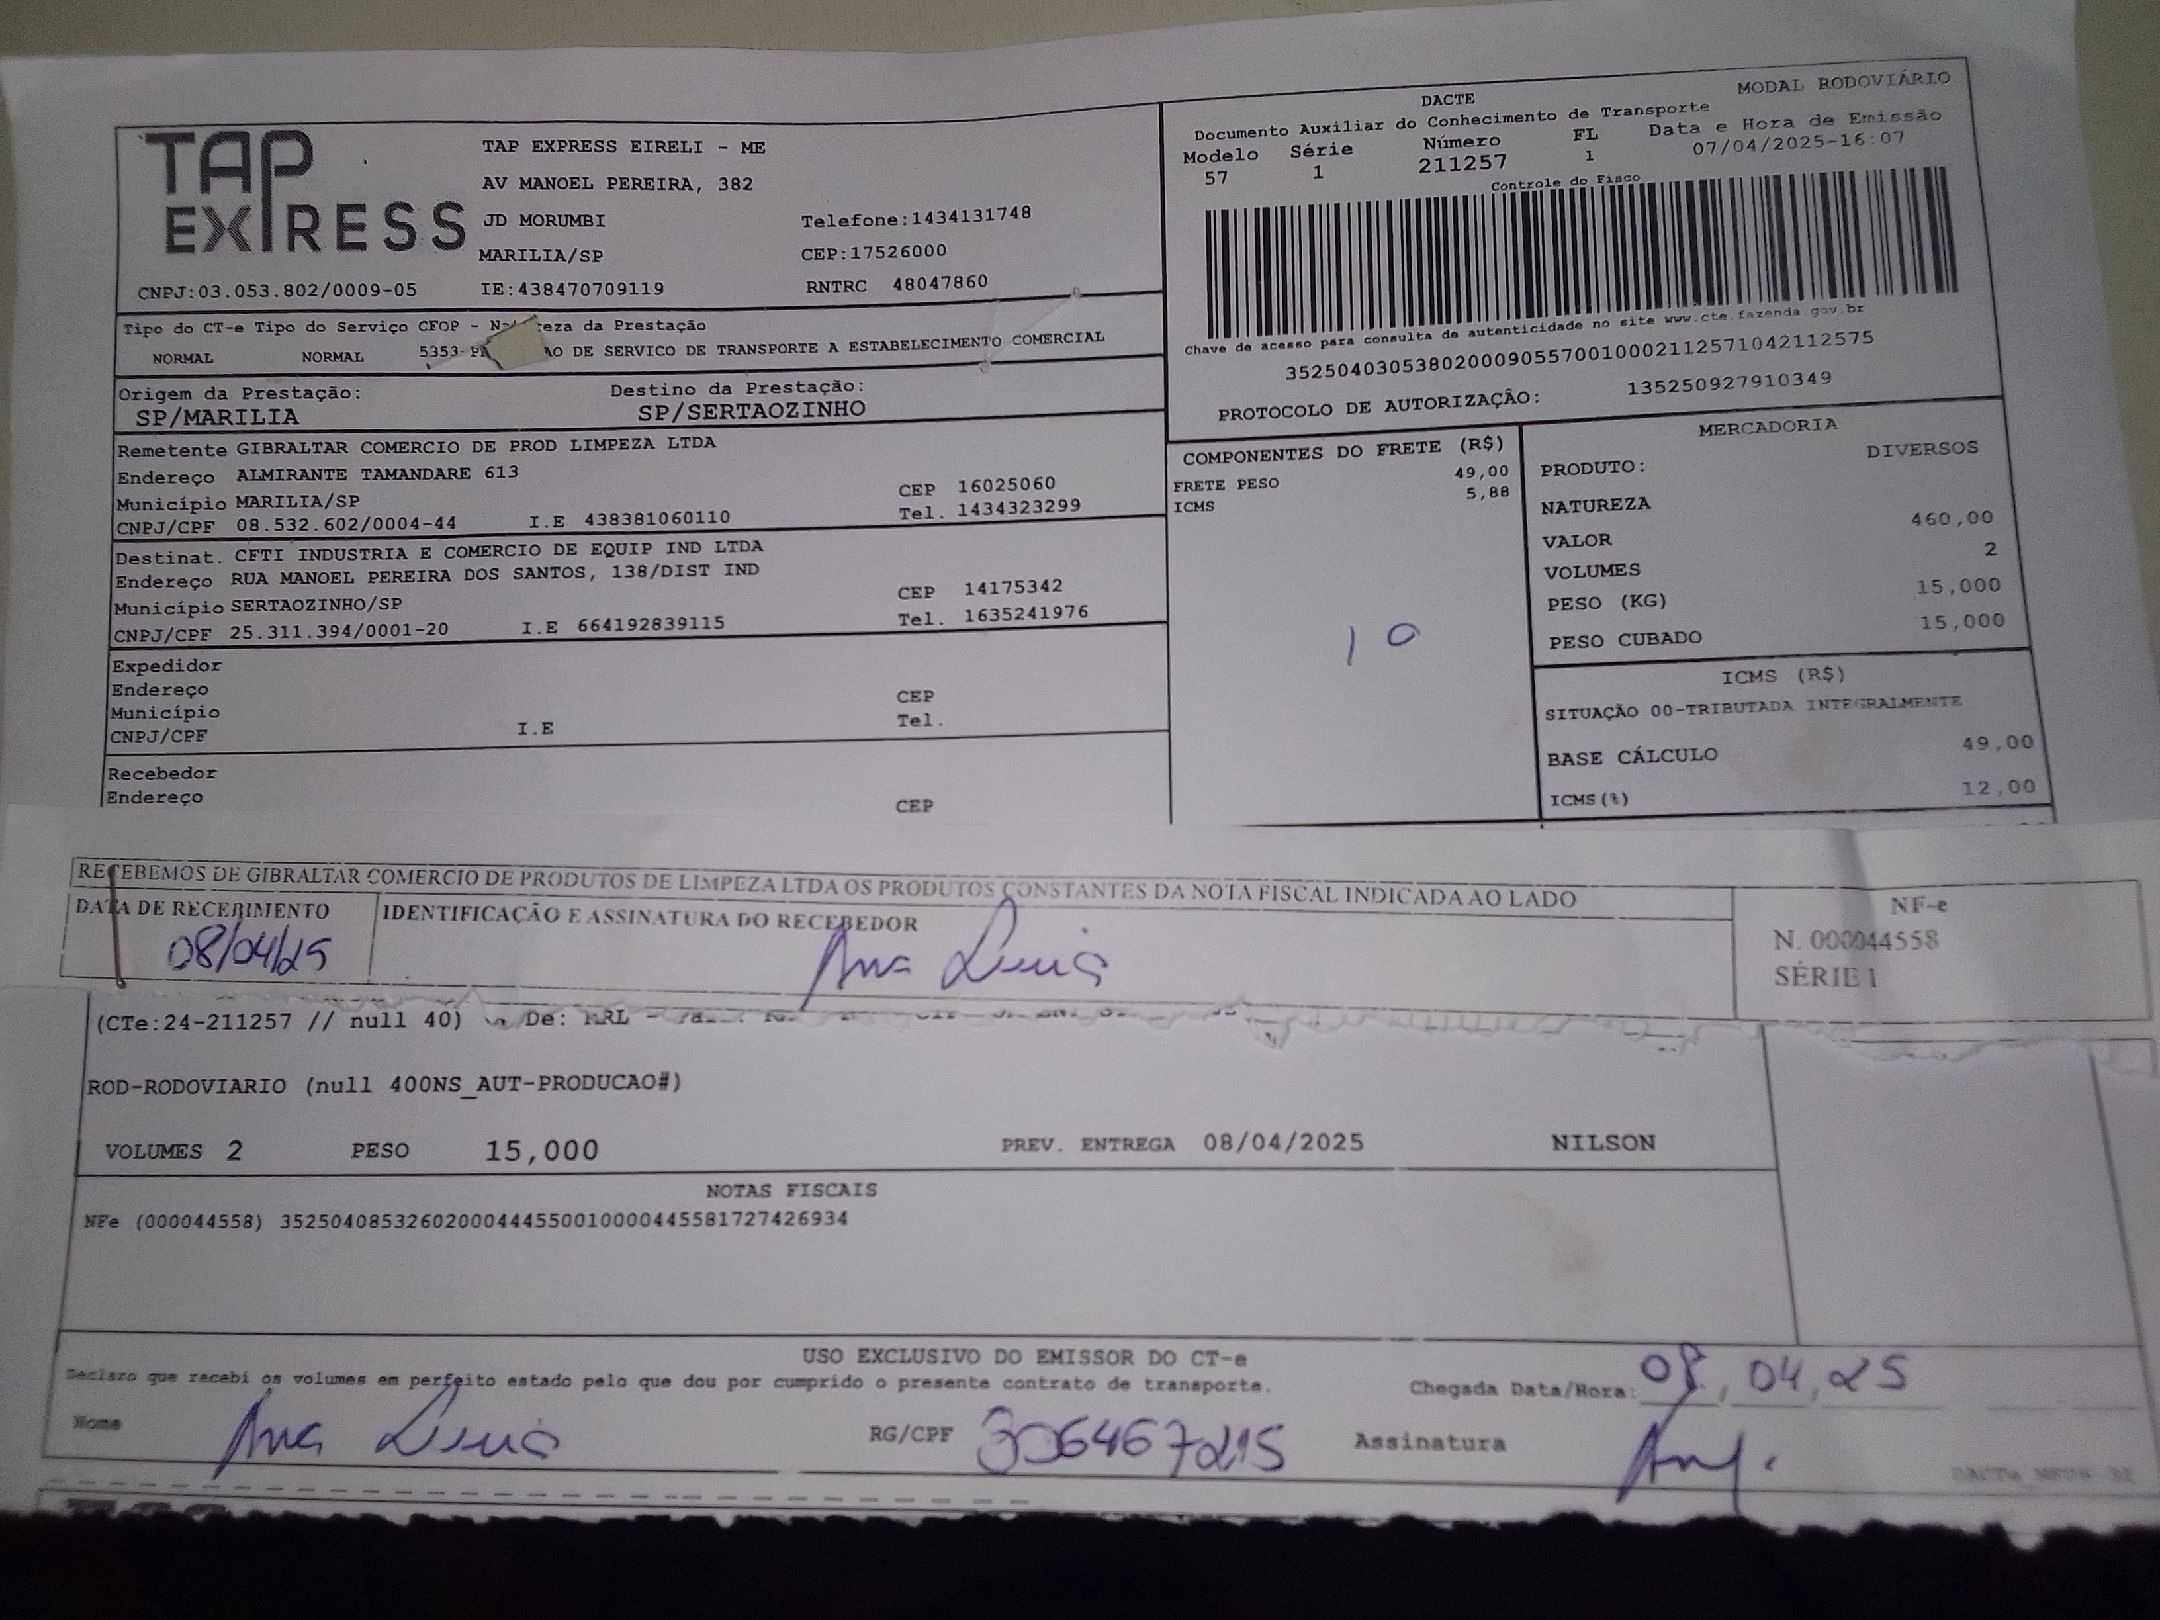 TAP
EXPRESS
TAP EXPRESS EIRELI - ME
AV MANOEL PEREIRA, 382
JD MORUMBI Telefone:1434131748
MARILIA/SP CEP:17526000
CNPJ:03.053.802/0009-05 IE:438470709119 RNTRC 48047860
MODAL RODOVIÁRIO
DACTE
Documento Auxiliar do Conhecimento de Transporte
Modelo Série Número FL Data e Hora de Emissão
57 1 211257 1 07/04/2025-16:07
Controle do Fisco
Chave de acesso para consulta de autenticidade no site www.cte.fazenda.gov.br
35250403053802000905570010002112571042112575
PROTOCOLO DE AUTORIZAÇÃO: 135250927910349
Tipo do CT-e Tipo do Serviço CFOP - da Prestação
NORMAL NORMAL 5353 DE SERVICO DE TRANSPORTE A ESTABELECIMENTO COMERCIAL
Origem da Prestação: Destino da Prestação:
SP/MARILIA SP/SERTAOZINHO
Remetente GIBRALTAR COMERCIO DE PROD LIMPEZA LTDA
Endereço ALMIRANTE TAMANDARE 613 CEP 16025060
Município MARILIA/SP Tel. 1434323299
CNPJ/CPF 08.532.602/0004-44 I.E 438381060110
Destinat. CFTI INDUSTRIA E COMERCIO DE EQUIP IND LTDA
Endereço RUA MANOEL PEREIRA DOS SANTOS, 138/DIST IND CEP 14175342
Município SERTAOZINHO/SP Tel. 1635241976
CNPJ/CPF 25.311.394/0001-20 I.E 664192839115
Expedidor
Endereço CEP
Município Tel.
CNPJ/CPF I.E
Recebedor
Endereço CEP
COMPONENTES DO FRETE (R$)
FRETE PESO 49,00
ICMS 5,88
10
MERCADORIA
PRODUTO: DIVERSOS
NATUREZA
VALOR 460,00
VOLUMES 2
PESO (KG) 15,000
PESO CUBADO 15,000
ICMS (R$)
SITUAÇÃO 00-TRIBUTADA INTEGRALMENTE
BASE CÁLCULO 49,00
ICMS(%) 12,00
RECEBEMOS DE GIBRALTAR COMERCIO DE PRODUTOS DE LIMPEZA LTDA OS PRODUTOS CONSTANTES DA NOTA FISCAL INDICADA AO LADO
DATA DE RECEBIMENTO IDENTIFICAÇÃO E ASSINATURA DO RECEBEDOR
08/04/25 Ana
NF-e
N. 000044558
SÉRIE 1
(CTe:24-211257 // null 40) De:
ROD-RODOVIARIO (null 400NS_AUT-PRODUCAO#)
VOLUMES 2 PESO 15,000 PREV. ENTREGA 08/04/2025 NILSON
NOTAS FISCAIS
NFe (000044558) 35250408532602000444550010000445581727426934
USO EXCLUSIVO DO EMISSOR DO CT-e
Declaro que recebi os volumes em perfeito estado pelo que dou por cumprido o presente contrato de transporte. Chegada Data/Hora: 08, 04, 25
Nome Ana RG/CPF 306467215 Assinatura